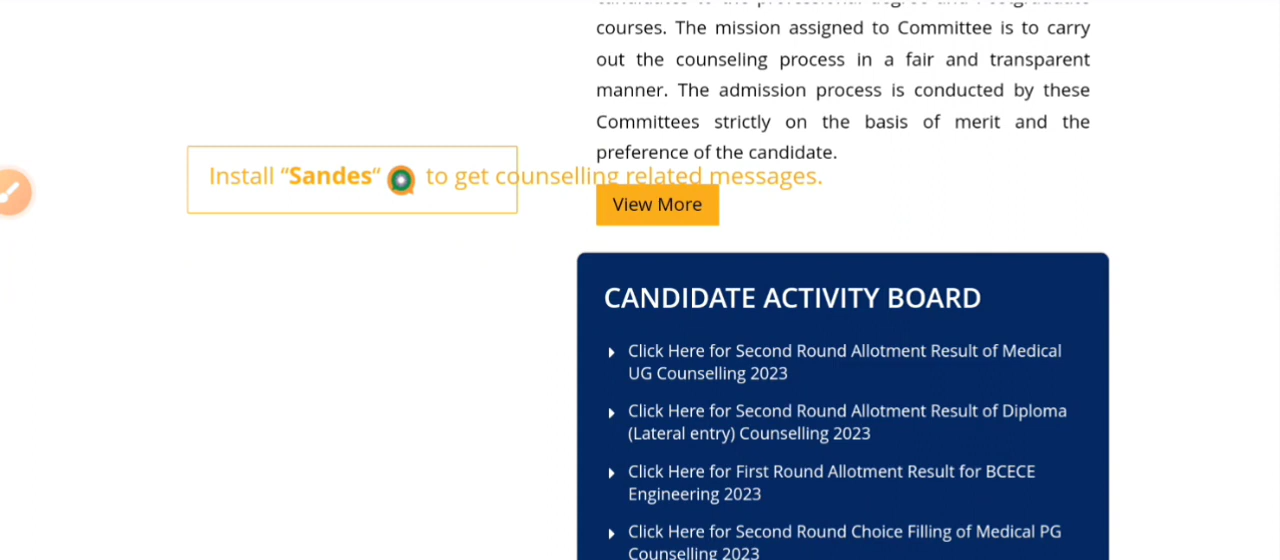 courses. The mission assigned to Committee is to carry
out the counseling process in a fair and transparent
manner. The admission process is conducted by these
Committees strictly on the basis of merit and the
preference of the candidate.
Install “Sandes“ to get counselling related messages.
View More
CANDIDATE ACTIVITY BOARD
Click Here for Second Round Allotment Result of Medical
UG Counselling 2023
Click Here for Second Round Allotment Result of Diploma
(Lateral entry) Counselling 2023
Click Here for First Round Allotment Result for BCECE
Engineering 2023
Click Here for Second Round Choice Filling of Medical PG
Counselling 2023